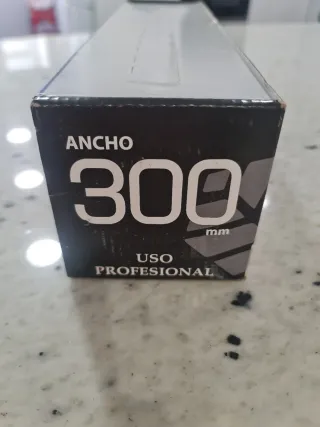 ANCHO
300
mm
USO
PROFESIONAL